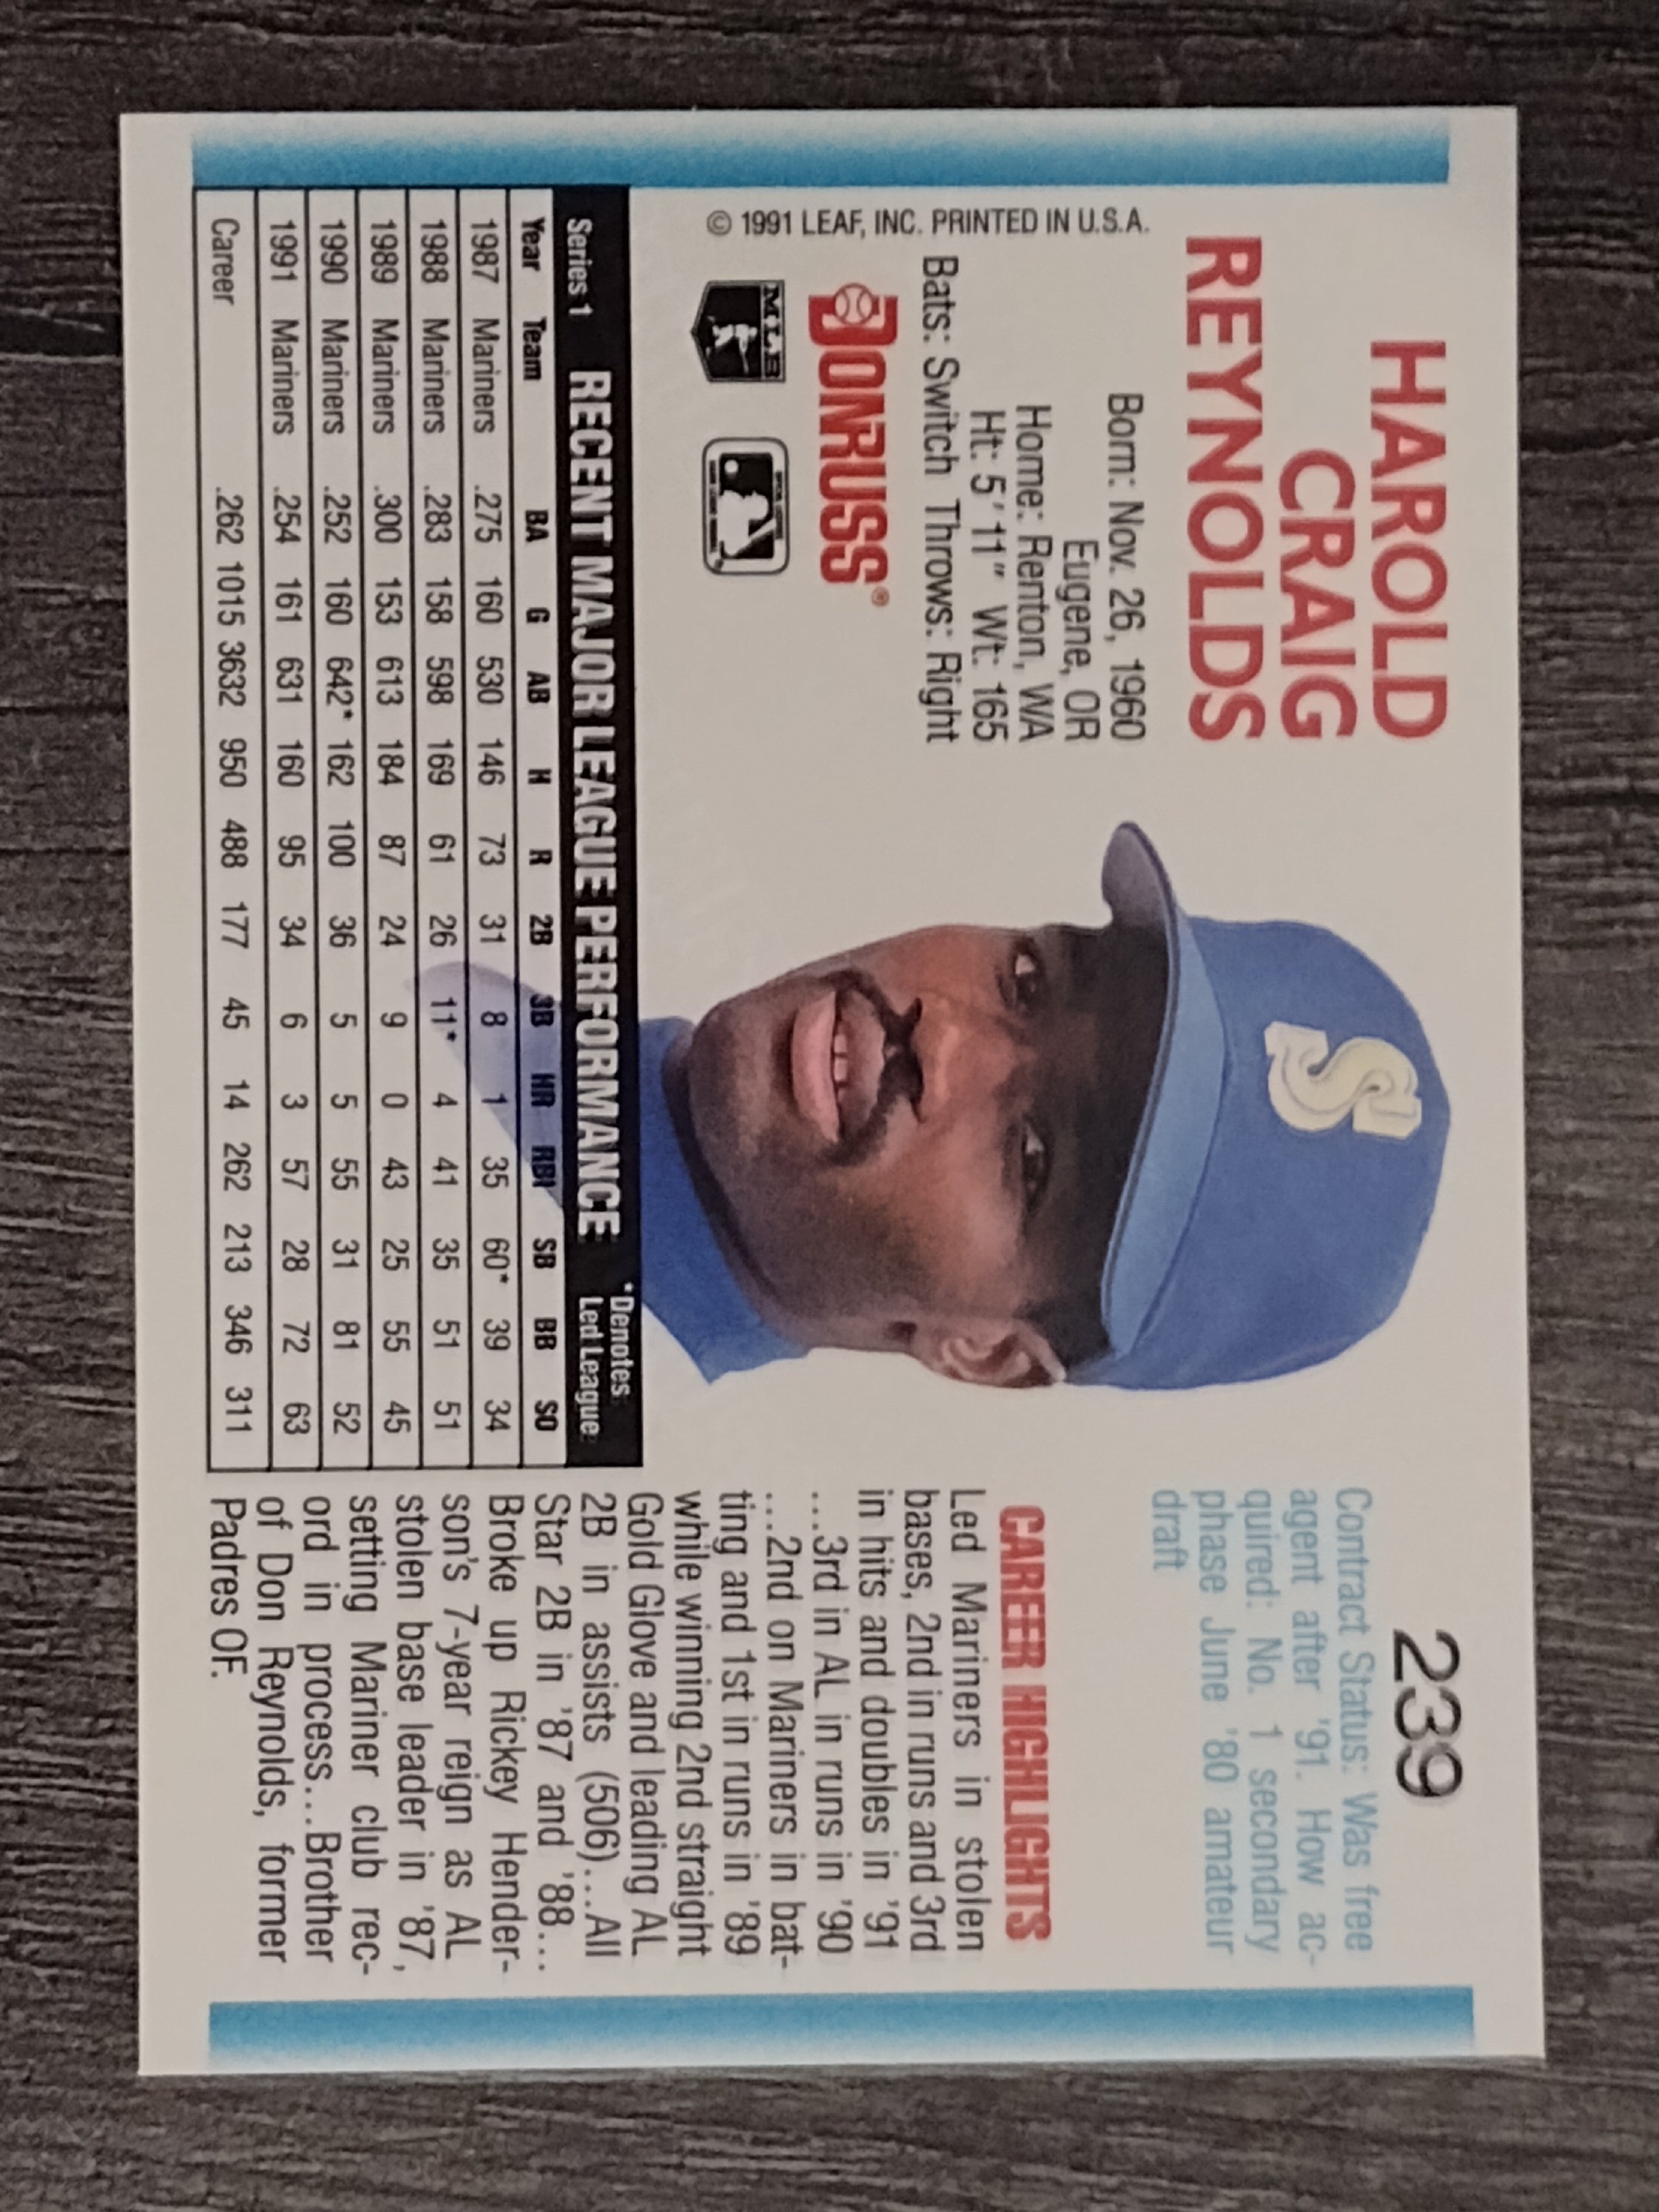 HAROLD
CRAIG
REYNOLDS
Born: Nov. 26, 1960
Eugene, OR
Home: Renton, WA
Ht: 5' 11" Wt: 165
Bats: Switch Throws: Right
© 1991 LEAF, INC. PRINTED IN U.S.A.
DONRUSS®
MLB
S
239
Contract Status: Was free
agent after '91. How ac-
quired: No. 1 secondary
phase June '80 amateur
draft
CAREER HIGHLIGHTS
Led Mariners in stolen
bases, 2nd in runs and 3rd
in hits and doubles in '91
...3rd in AL in runs in '90
...2nd on Mariners in bat-
ting and 1st in runs in '89
while winning 2nd straight
Gold Glove and leading AL
2B in assists (506)...All
Star 2B in '87 and '88...
Broke up Rickey Hender-
son's 7-year reign as AL
stolen base leader in '87,
setting Mariner club rec-
ord in process...Brother
of Don Reynolds, former
Padres OF.
Series 1 RECENT MAJOR LEAGUE PERFORMANCE *Denotes
Led League
Year Team BA G AB H R 2B 3B HR RBI SB BB SO
1987 Mariners .275 160 530 146 73 31 8 1 35 60* 39 34
1988 Mariners .283 158 598 169 61 26 11* 4 41 35 51 51
1989 Mariners .300 153 613 184 87 24 9 0 43 25 55 45
1990 Mariners .252 160 642* 162 100 36 5 5 55 31 81 52
1991 Mariners .254 161 631 160 95 34 6 3 57 28 72 63
Career .262 1015 3632 950 488 177 45 14 262 213 346 311